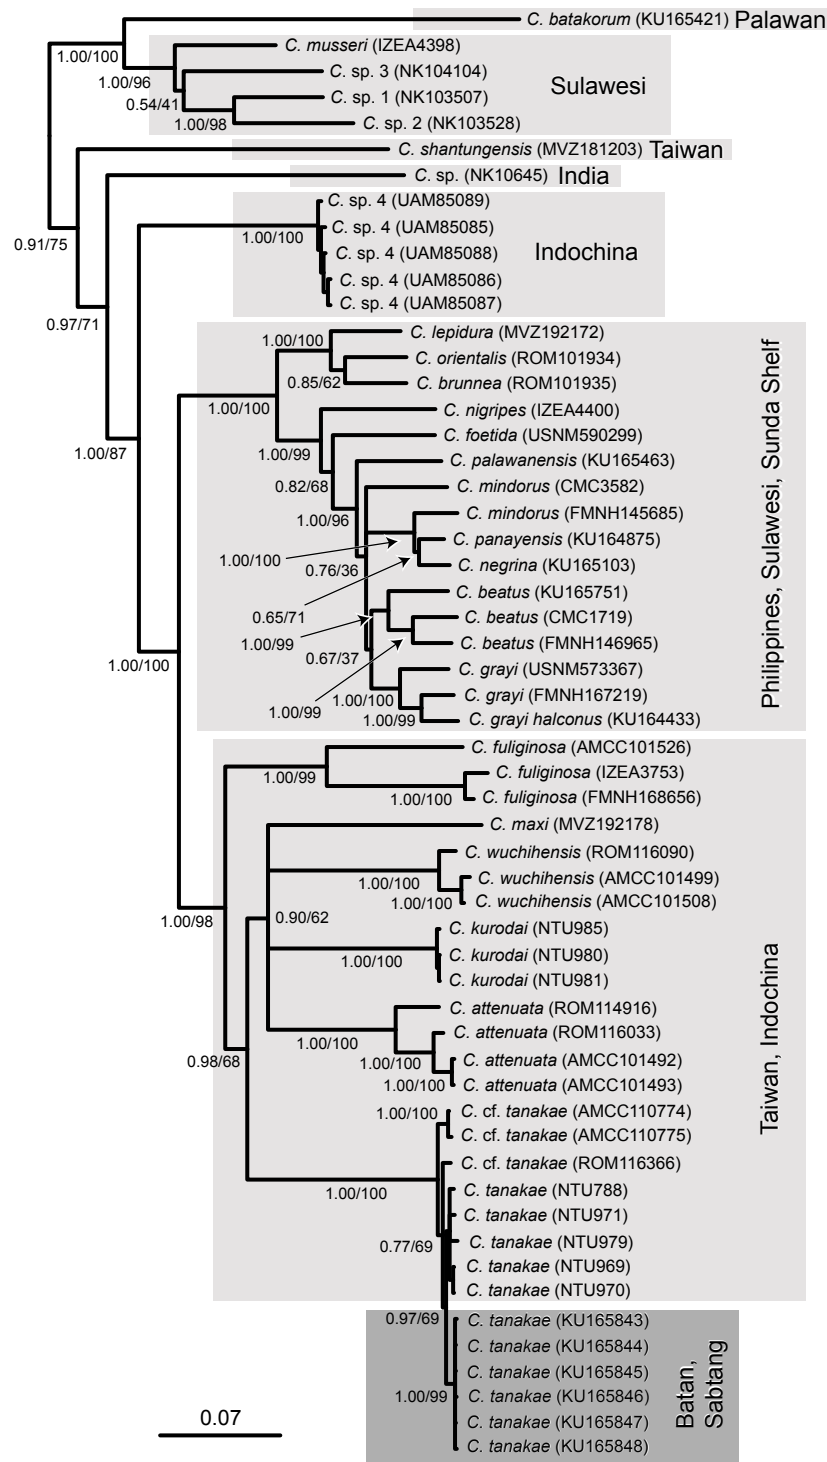 C. batakorum (KU165421) Palawan
1.00/100
C. musseri (IZEA4398)
1.00/96
C. sp. 3 (NK104104)
Sulawesi
0.54/41
C. sp. 1 (NK103507)
1.00/98
C. sp. 2 (NK103528)
C. shantungensis (MVZ181203) Taiwan
C. sp. (NK10645) India
C. sp. 4 (UAM85089)
0.91/75
C. sp. 4 (UAM85085)
1.00/100
C. sp. 4 (UAM85088)
Indochina
C. sp. 4 (UAM85086)
C. sp. 4 (UAM85087)
0.97/71
C. lepidura (MVZ192172)
1.00/100
C. orientalis (ROM101934)
0.85/62
C. brunnea (ROM101935)
1.00/100
C. nigripes (IZEA4400)
C. foetida (USNM590299)
1.00/87
1.00/99
C. palawanensis (KU165463)
0.82/68
C. mindorus (CMC3582)
C. mindorus (FMNH145685)
1.00/96
C. panayensis (KU164875)
1.00/100
C. negrina (KU165103)
0.76/36
C. beatus (KU165751)
0.65/71
C. beatus (CMC1719)
1.00/99
C. beatus (FMNH146965)
0.67/37
1.00/100
C. grayi (USNM573367)
C. grayi (FMNH167219)
1.00/100
1.00/99
1.00/99
C. grayi halconus (KU164433)
Philippines, Sulawesi, Sunda Shelf
C. fuliginosa (AMCC101526)
1.00/99
C. fuliginosa (IZEA3753)
1.00/100
C. fuliginosa (FMNH168656)
C. maxi (MVZ192178)
C. wuchihensis (ROM116090)
1.00/100
C. wuchihensis (AMCC101499)
1.00/100
C. wuchihensis (AMCC101508)
1.00/98
0.90/62
C. kurodai (NTU985)
C. kurodai (NTU980)
1.00/100
C. kurodai (NTU981)
C. attenuata (ROM114916)
C. attenuata (ROM116033)
1.00/100
0.98/68
1.00/100
C. attenuata (AMCC101492)
1.00/100
C. attenuata (AMCC101493)
1.00/100
C. cf. tanakae (AMCC110774)
C. cf. tanakae (AMCC110775)
C. cf. tanakae (ROM116366)
1.00/100
C. tanakae (NTU788)
C. tanakae (NTU971)
0.77/69
C. tanakae (NTU979)
C. tanakae (NTU969)
C. tanakae (NTU970)
Taiwan, Indochina
0.97/69
C. tanakae (KU165843)
C. tanakae (KU165844)
C. tanakae (KU165845)
1.00/99
C. tanakae (KU165846)
C. tanakae (KU165847)
C. tanakae (KU165848)
Batan,
Sabtang
0.07